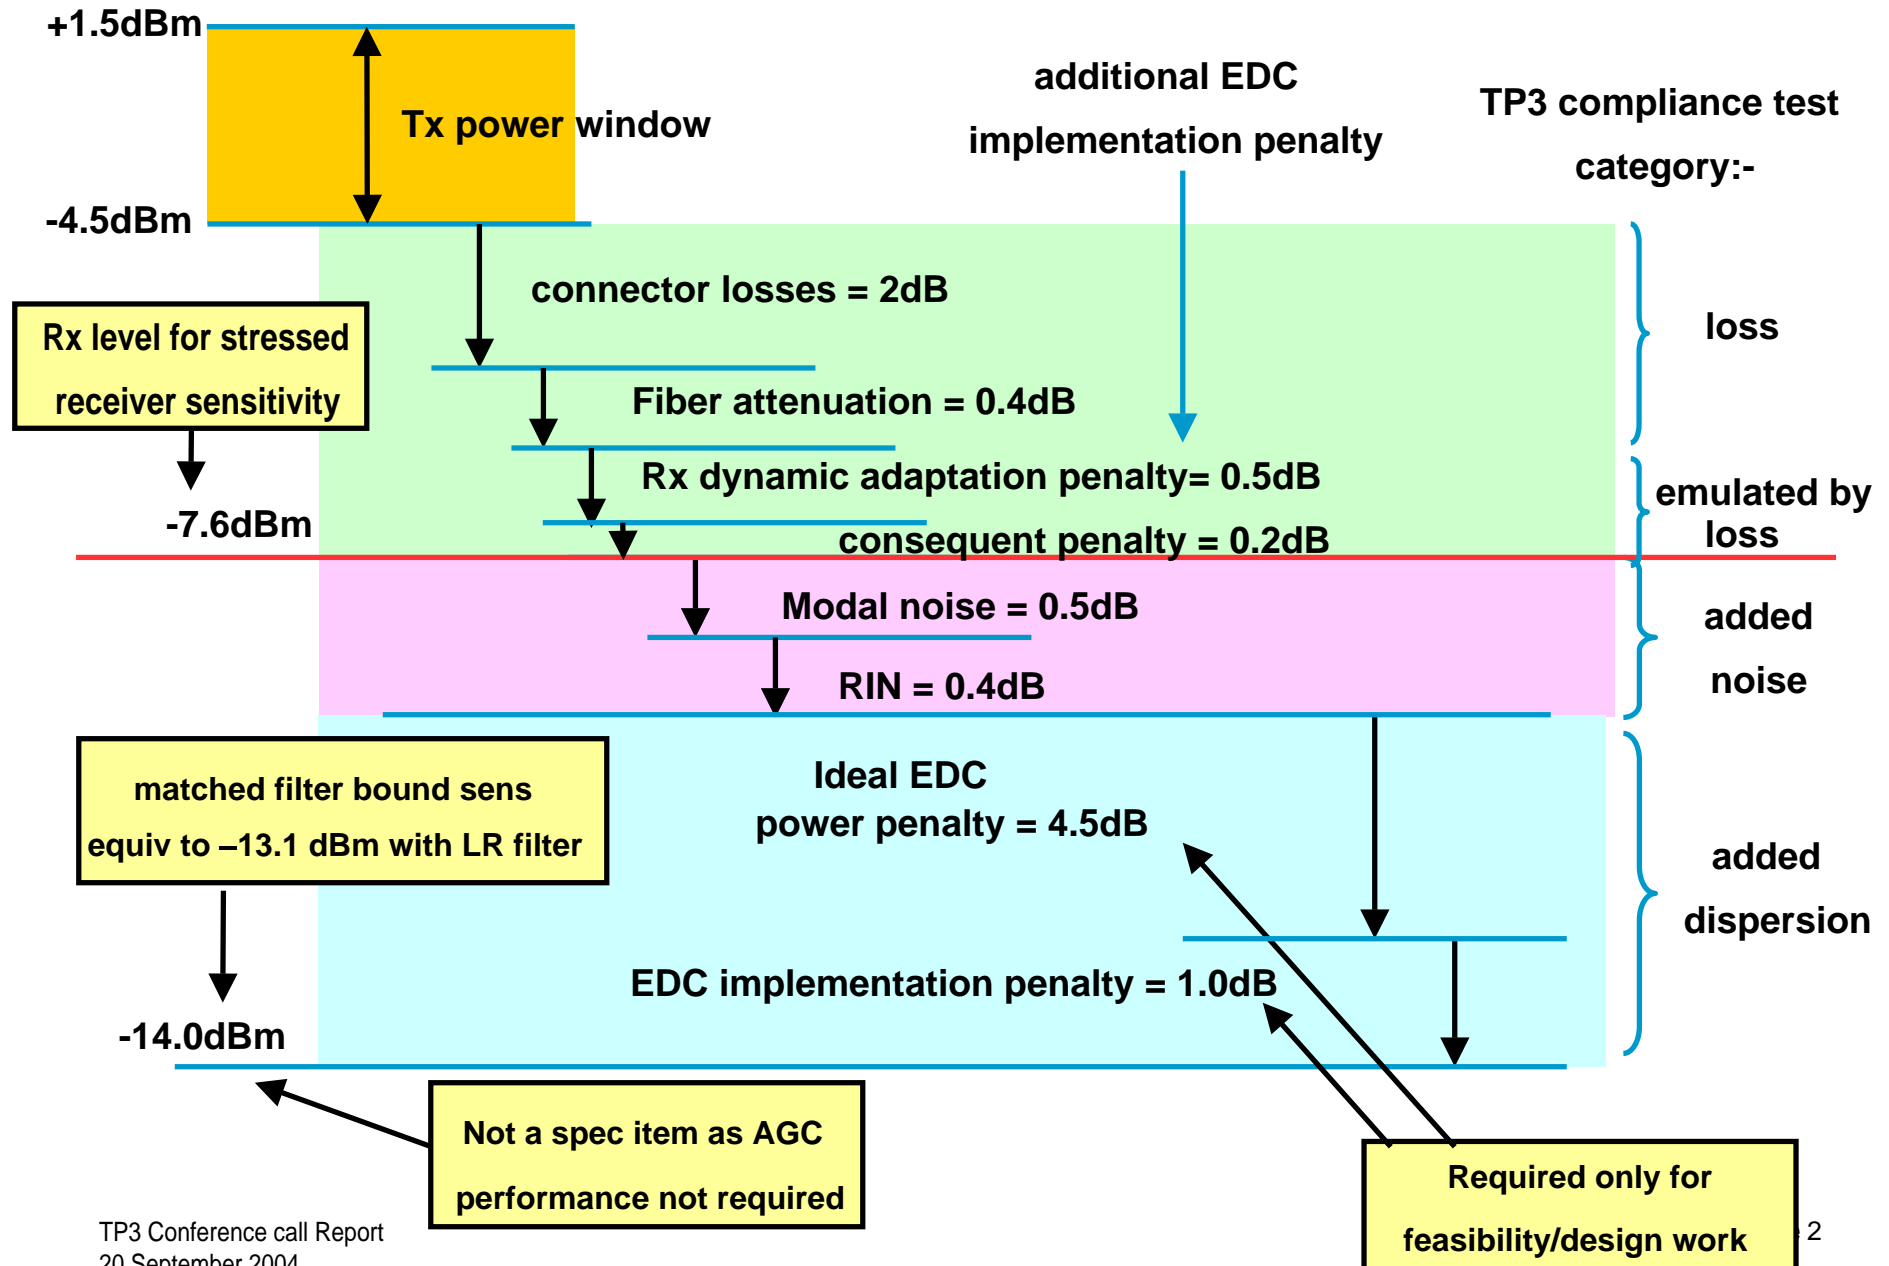 +1.5dBm
Tx power window
additional EDC
implementation penalty
TP3 compliance test
category:-
-4.5dBm
connector losses = 2dB
loss
Rx level for stressed
receiver sensitivity
Fiber attenuation = 0.4dB
Rx dynamic adaptation penalty= 0.5dB
emulated by
loss
-7.6dBm
consequent penalty = 0.2dB
Modal noise = 0.5dB
added
noise
RIN = 0.4dB
matched filter bound sens
equiv to –13.1 dBm with LR filter
Ideal EDC
power penalty = 4.5dB
added
dispersion
EDC implementation penalty = 1.0dB
-14.0dBm
Not a spec item as AGC
performance not required
Required only for
feasibility/design work
TP3 Conference call Report
20 September 2004
2